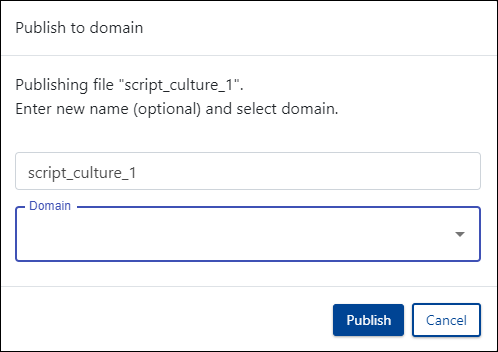 Publish to domain
Publishing file "script_culture_1".
Enter new name (optional) and select domain.
script_culture_1
Domain
Publish
Cancel